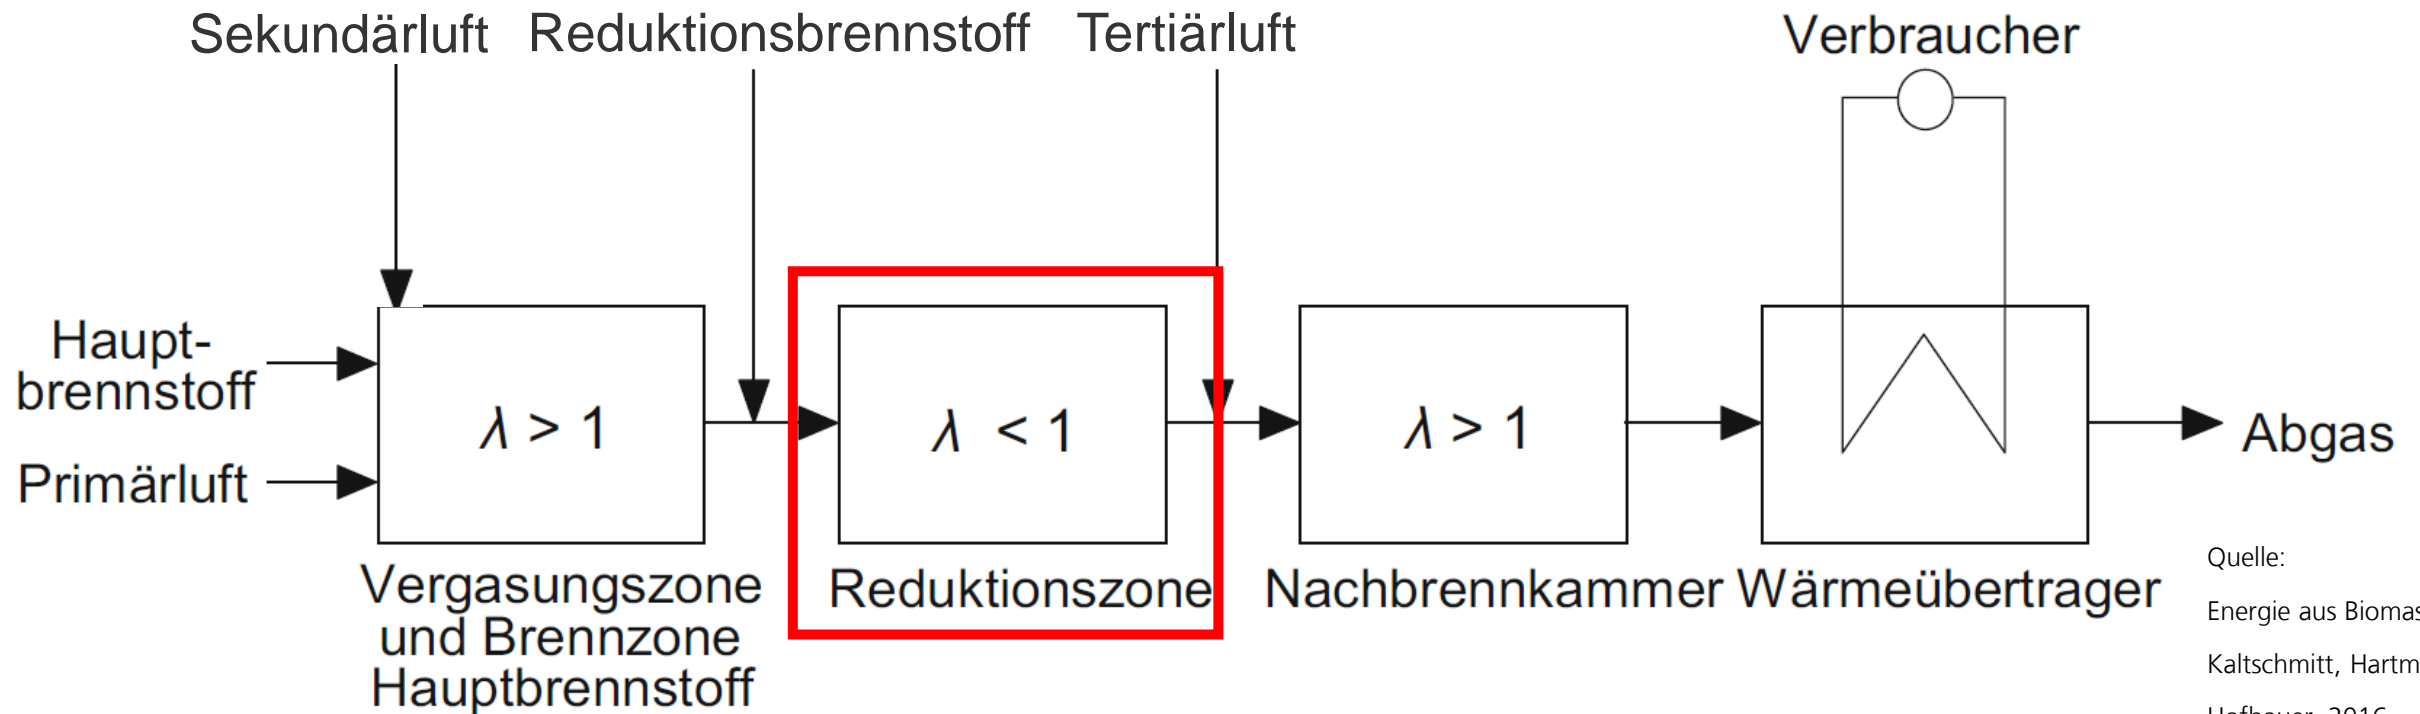 Sekundärluft
Reduktionsbrennstoff
Tertiärluft
Verbraucher
Haupt-
brennstoff
Primärluft
λ > 1
λ < 1
λ > 1
Abgas
Vergasungszone
und Brennzone
Hauptbrennstoff
Reduktionszone
Nachbrennkammer
Wärmeübertrager
Quelle:
Energie aus
Kaltschmitt,